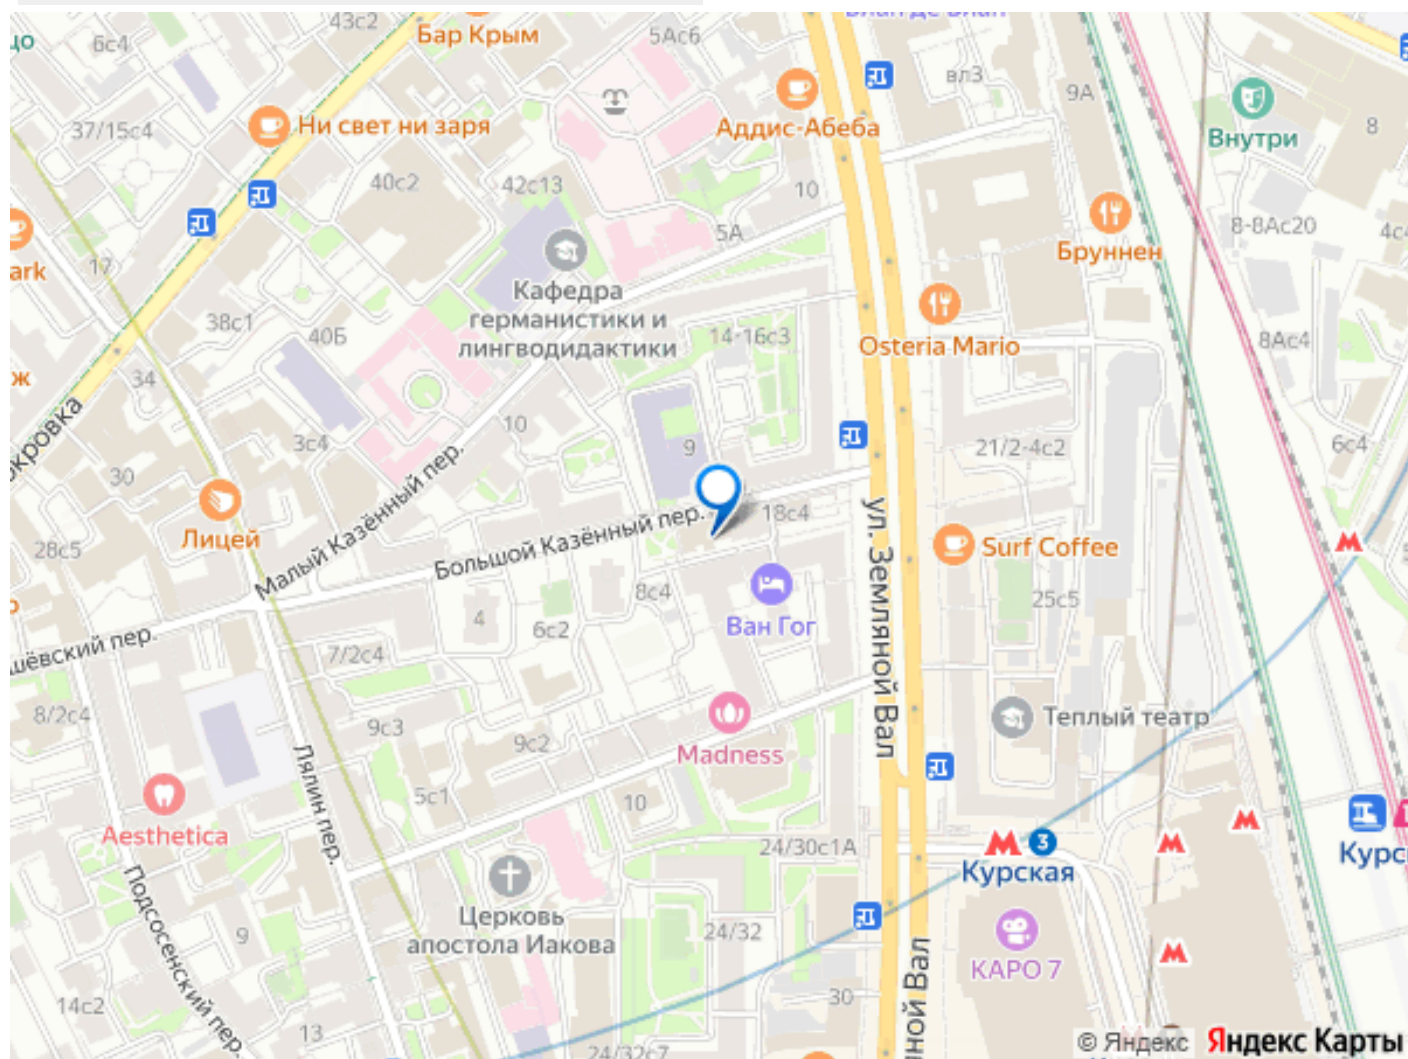 43с2
Бар Крым
5Ас6
6с4
вл3
9А
Аддис-Абеба
Внутри
8
37/15с4
Ни свет ни заря
40с2
42с13
10
5А
8-8Ас20
Бруннен
17
Кафедра
германистики и
лингводидактики
38с1
40Б
14-16с3
Osteria Mario
8Ас4
34
3с4
10
9
21/2-4с2
6с4
30
Малый Казённый пер.
Лицей
28с5
Большой Казённый пер.
18с4
ул. Земляной Вал
Surf Coffee
8с4
25с5
4
6с2
Ван Гог
7/2с4
8/2с4
9с3
9с2
Madness
Теплый театр
Лялин пер.
5с1
10
Aesthetica
24/30с1А
3
Курская
Подсосенский пер.
Церковь
апостола Иакова
9
24/32
КАРО 7
14с2
13
30
24/32с7
© Яндекс Яндекс Карты